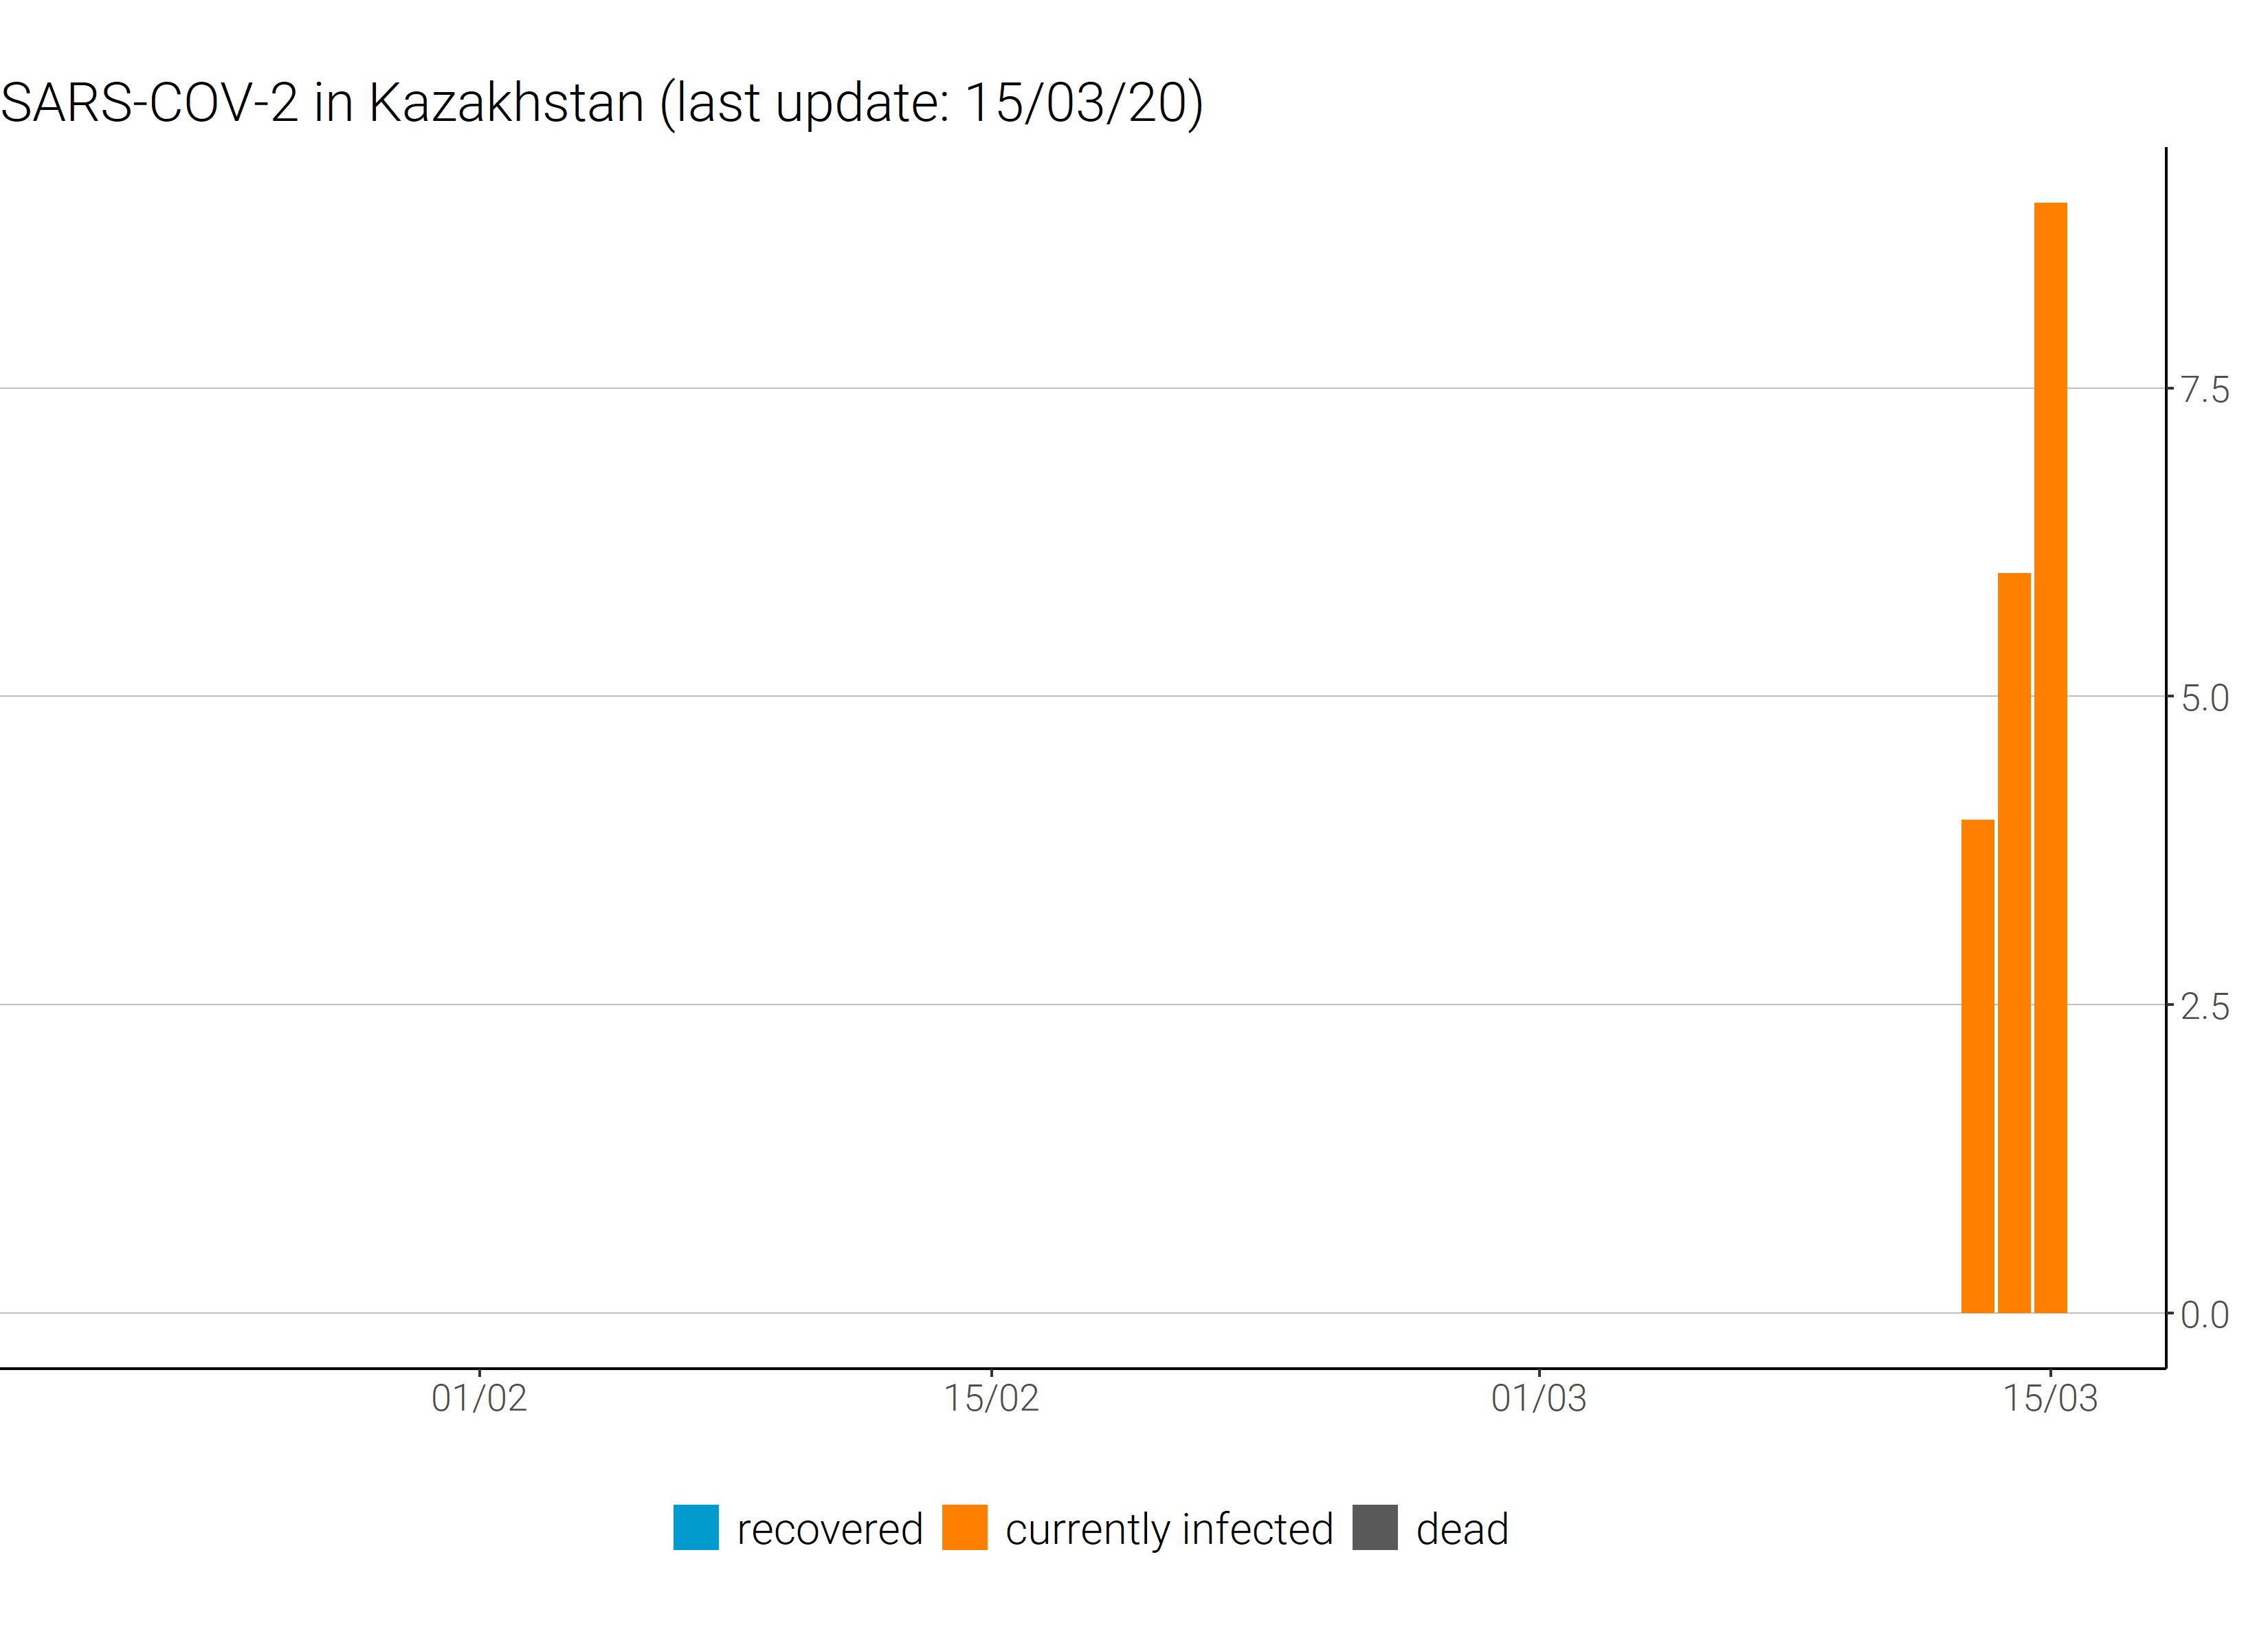 SARS-COV-2 in Kazakhstan (last update: 15/03/20)
7.5
5.0
2.5
0.0
01/02 15/02 01/03 15/03
recovered currently infected dead